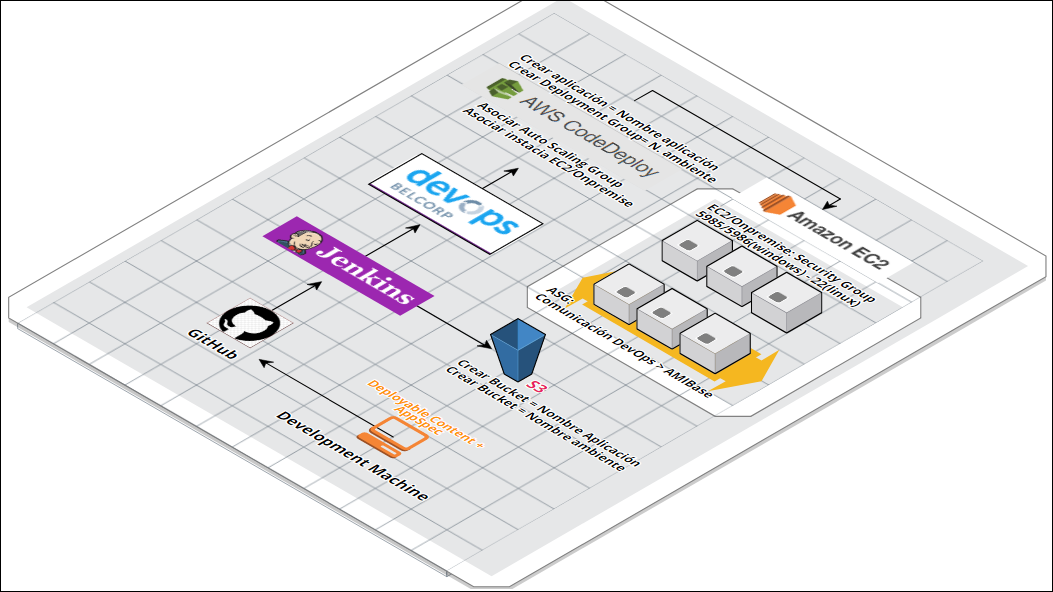 Crear aplicación = Nombre aplicación
Crear Deployment Group= N. ambiente
AWS CodeDeploy
Asociar Auto Scaling Group
Asociar instacia EC2/Onpremise
devops
BELCORP
Amazon EC2
EC2/Onpremise: Security Group
5985/5986(windows) - 22(linux)
Jenkins
ASG:
Comunicación DevOps > AMIBase
GitHub
S3
Crear Bucket = Nombre Aplicación
Crear Bucket = Nombre ambiente
Deployable Content +
AppSpec
Development Machine